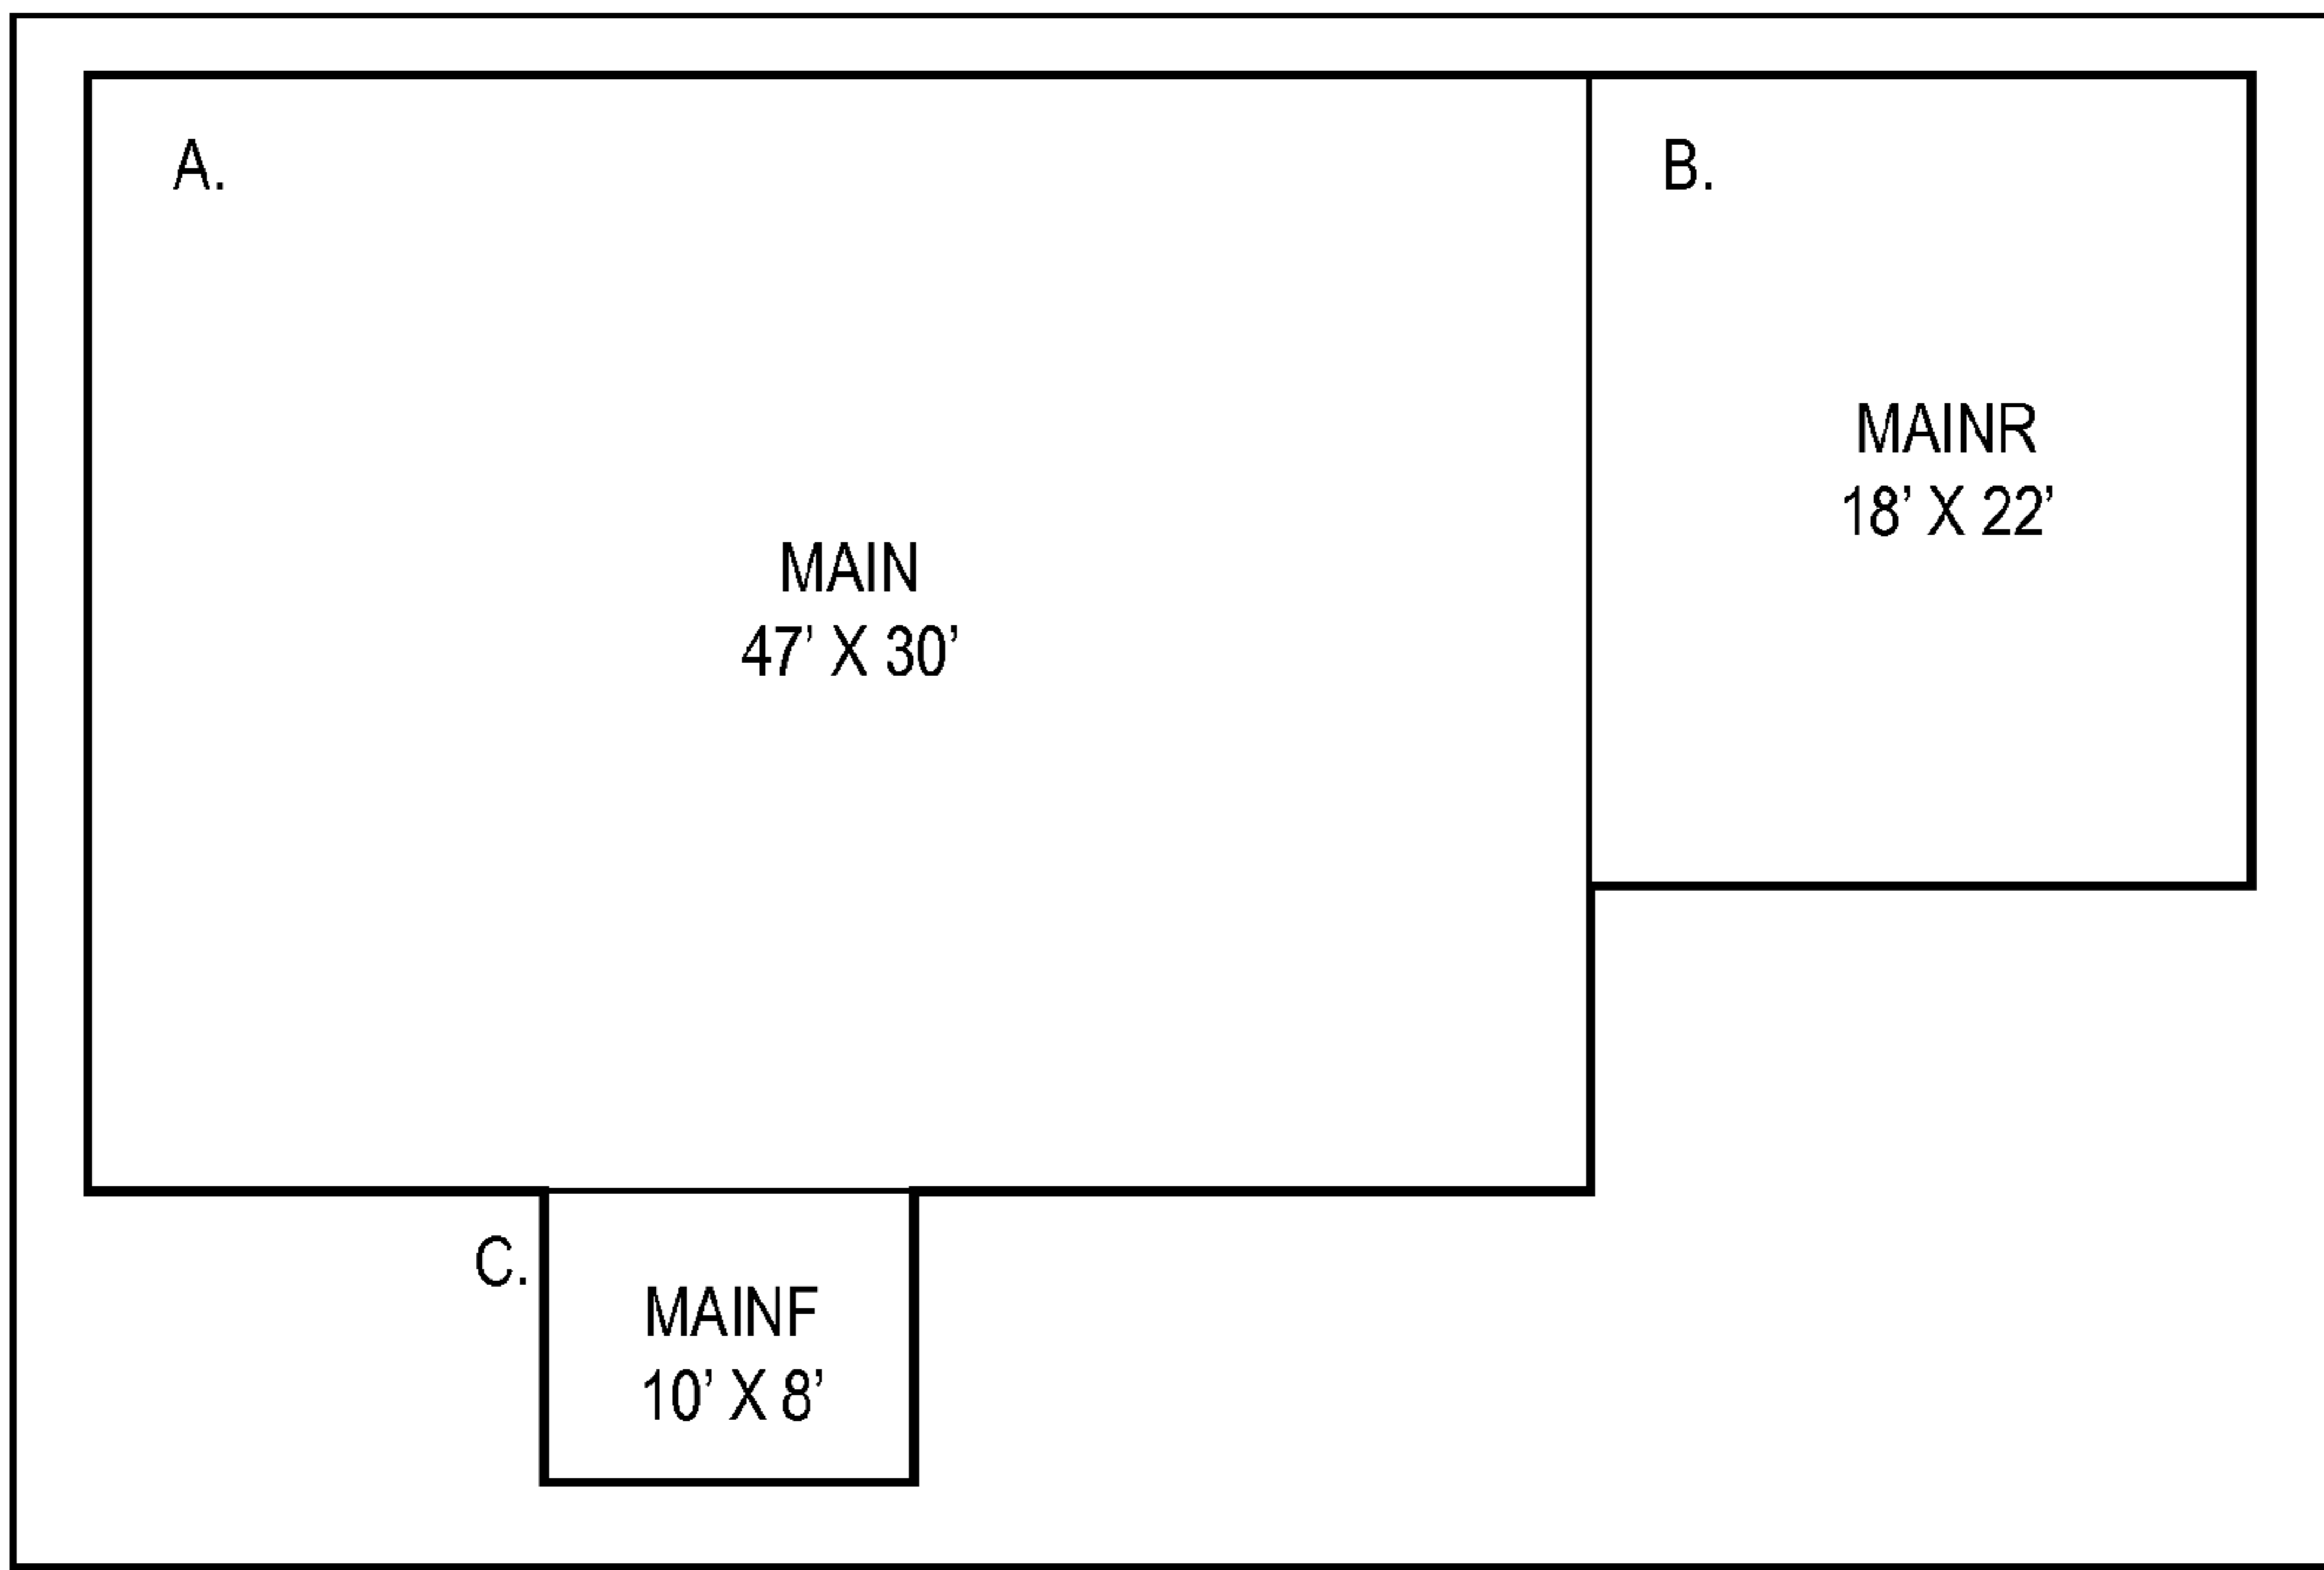 A.
B.
MAIN
47’ X 30’
MAINR
18’ X 22’
C.
MAINF
10’ X 8’